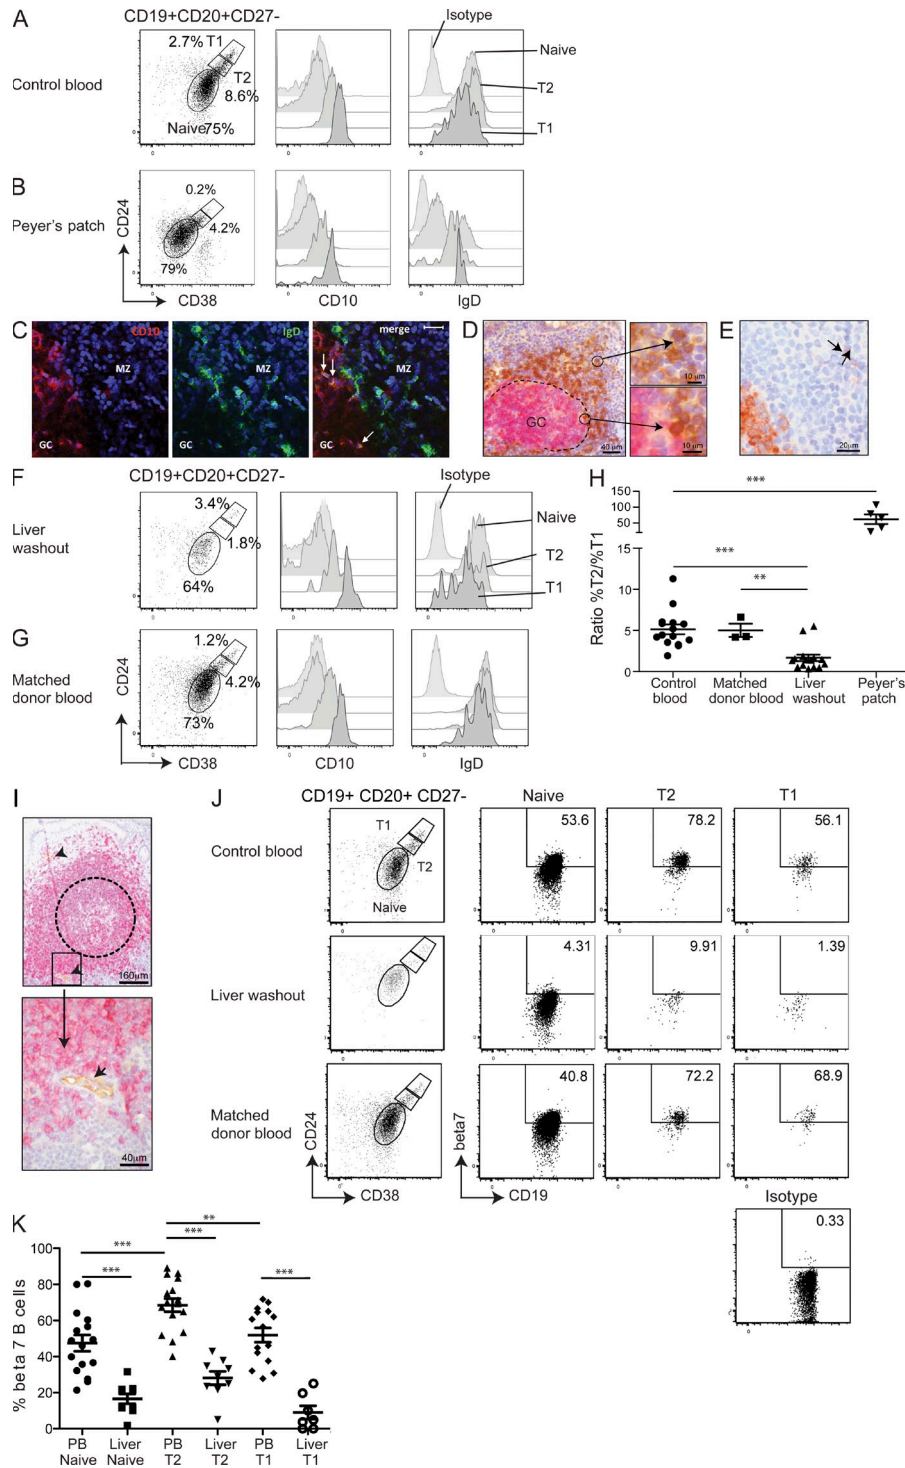 A
CD19+CD20+CD27-
Control blood
2.7% T1
T2
8.6%
Naive 75%
Isotype
Naive
T2
T1
B
Peyer's patch
0.2%
4.2%
79%
CD24
CD38
CD10
IgD
C
CD10
MZ
GC
IgD
MZ
GC
merge
MZ
GC
D
GC
40 µm
10 µm
10 µm
E
20µm
F
CD19+CD20+CD27-
Liver
washout
3.4%
1.8%
64%
Isotype
Naive
T2
T1
G
Matched
donor blood
1.2%
4.2%
73%
CD24
CD38
CD10
IgD
H
Ratio %T2/%T1
150
100
50
15
10
5
0
***
***
**
Control
blood
Matched
donor blood
Liver
washout
Peyer's
patch
I
160µm
40µm
J
CD19+ CD20+ CD27-
Naive
T2
T1
Control blood
T1
T2
Naive
53.6
78.2
56.1
Liver washout
4.31
9.91
1.39
Matched
donor blood
40.8
72.2
68.9
CD24
CD38
beta7
CD19
Isotype
0.33
K
% beta 7 B cells
100
80
60
40
20
0
***
***
**
***
***
PB
Naive
Liver
Naive
PB
T2
Liver
T2
PB
T1
Liver
T1